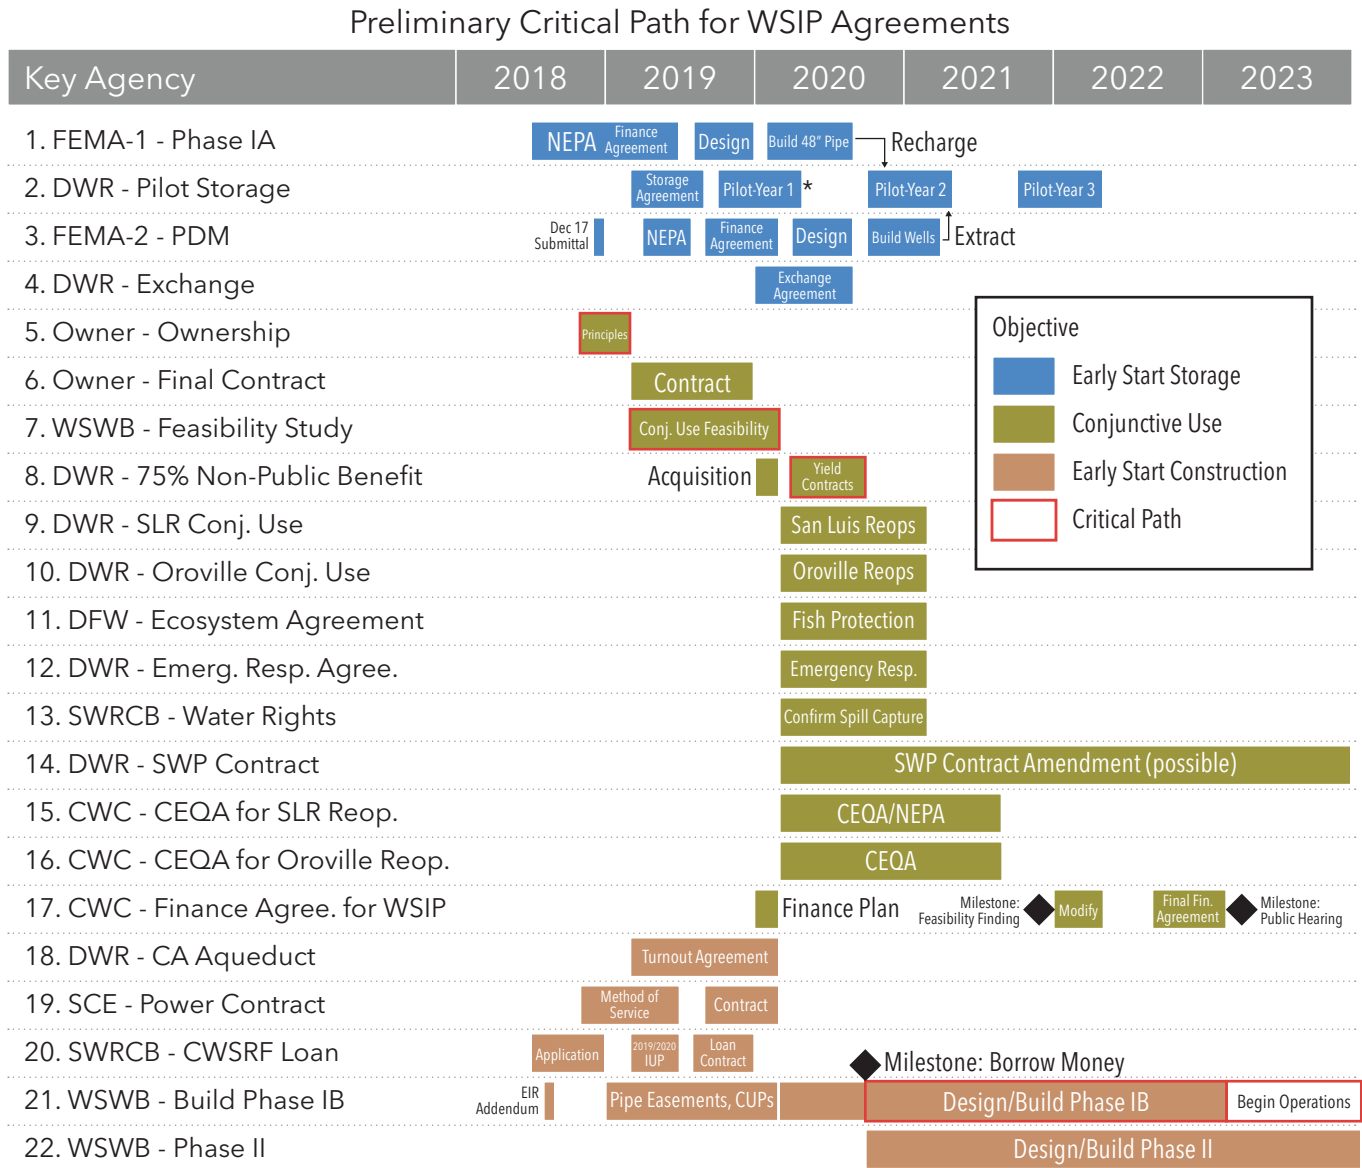 Preliminary Critical Path for WSIP Agreements
Key Agency 2018 2019 2020 2021 2022 2023
1. FEMA-1 - Phase IA NEPA Finance Agreement Design Build 48" Pipe Recharge
2. DWR - Pilot Storage Storage Agreement Pilot-Year 1 * Pilot-Year 2 Pilot-Year 3
3. FEMA-2 - PDM Dec 17 Submittal NEPA Finance Agreement Design Build Wells Extract
4. DWR - Exchange Exchange Agreement
5. Owner - Ownership Principles
6. Owner - Final Contract Contract
7. WSWB - Feasibility Study Conj. Use Feasibility
8. DWR - 75% Non-Public Benefit Acquisition Yield Contracts
9. DWR - SLR Conj. Use San Luis Reops
10. DWR - Oroville Conj. Use Oroville Reops
11. DFW - Ecosystem Agreement Fish Protection
12. DWR - Emerg. Resp. Agree. Emergency Resp.
13. SWRCB - Water Rights Confirm Spill Capture
14. DWR - SWP Contract SWP Contract Amendment (possible)
15. CWC - CEQA for SLR Reop. CEQA/NEPA
16. CWC - CEQA for Oroville Reop. CEQA
17. CWC - Finance Agree. for WSIP Finance Plan Milestone: Feasibility Finding Modify Final Fin. Agreement Milestone: Public Hearing
18. DWR - CA Aqueduct Turnout Agreement
19. SCE - Power Contract Method of Service Contract
20. SWRCB - CWSRF Loan Application 2019/2020 IUP Loan Contract
Milestone: Borrow Money
21. WSWB - Build Phase IB EIR Addendum Pipe Easements, CUPs Design/Build Phase IB Begin Operations
22. WSWB - Phase II Design/Build Phase II
Objective
Early Start Storage
Conjunctive Use
Early Start Construction
Critical Path